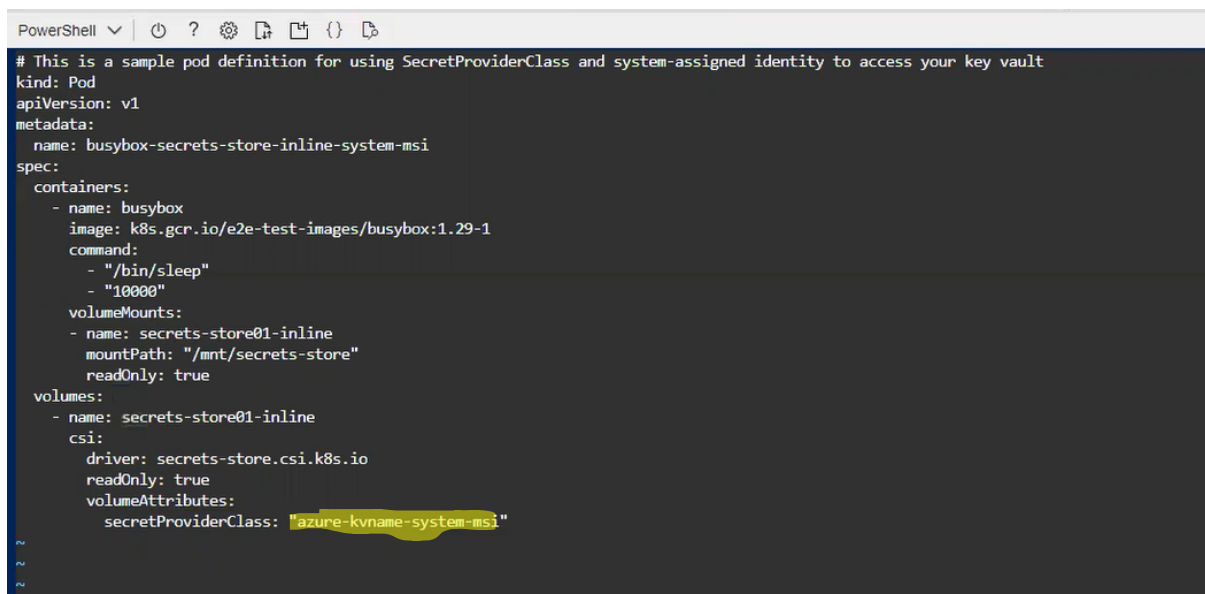 PowerShell
# This is a sample pod definition for using SecretProviderClass and system-assigned identity to access your key vault
kind: Pod
apiVersion: v1
metadata:
  name: busybox-secrets-store-inline-system-msi
spec:
  containers:
    - name: busybox
      image: k8s.gcr.io/e2e-test-images/busybox:1.29-1
      command:
        - "/bin/sleep"
        - "10000"
      volumeMounts:
      - name: secrets-store01-inline
        mountPath: "/mnt/secrets-store"
        readOnly: true
  volumes:
    - name: secrets-store01-inline
      csi:
        driver: secrets-store.csi.k8s.io
        readOnly: true
        volumeAttributes:
          secretProviderClass: "azure-kvname-system-msi"
~
~
~